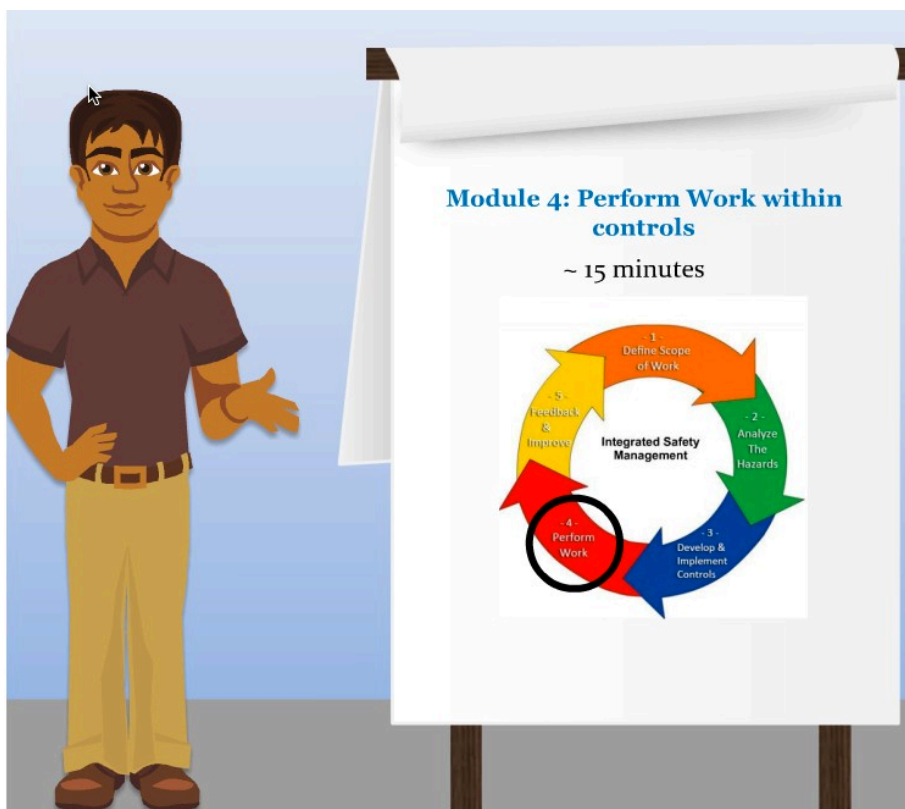 Module 4: Perform Work within
controls
~ 15 minutes
- 1 -
Define Scope
of Work
- 2 -
Analyze
The
Hazards
- 3 -
Develop &
Implement
Controls
- 4 -
Perform
Work
- 5 -
Feedback
&
Improve
Integrated Safety
Management